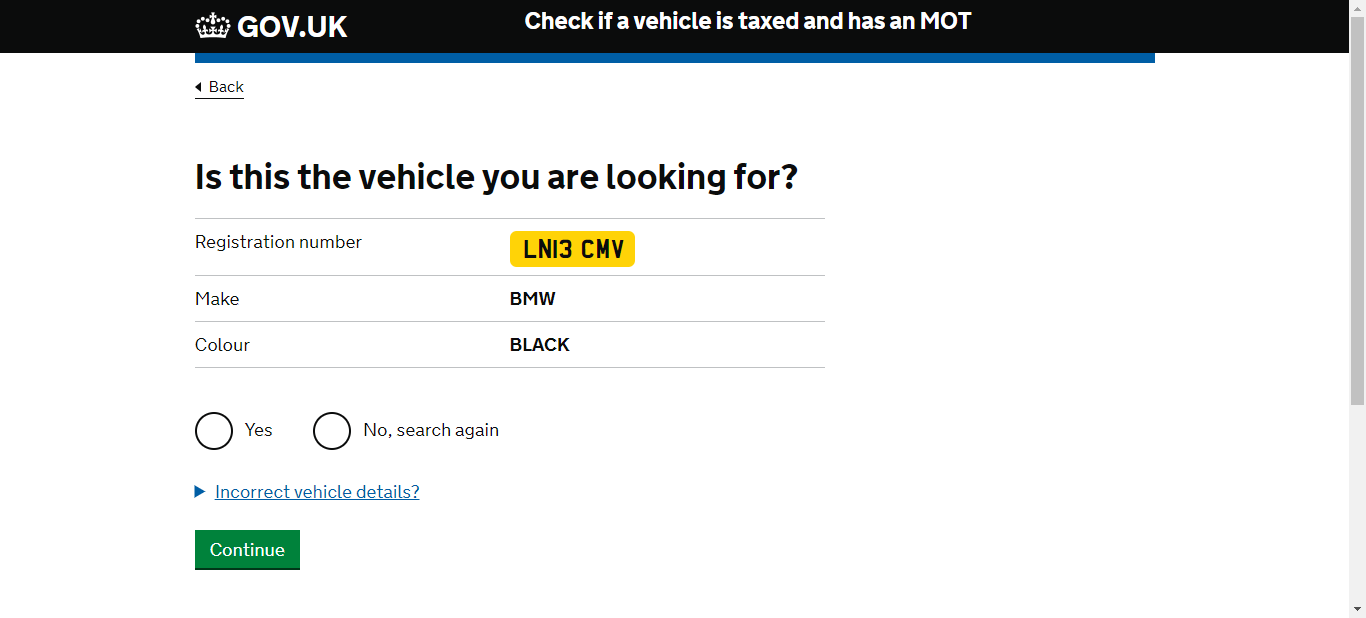 GOV.UK
Check if a vehicle is taxed and has an MOT
Back
Is this the vehicle you are looking for?
Registration number LN13 CMV
Make BMW
Colour BLACK
Yes No, search again
Incorrect vehicle details?
Continue